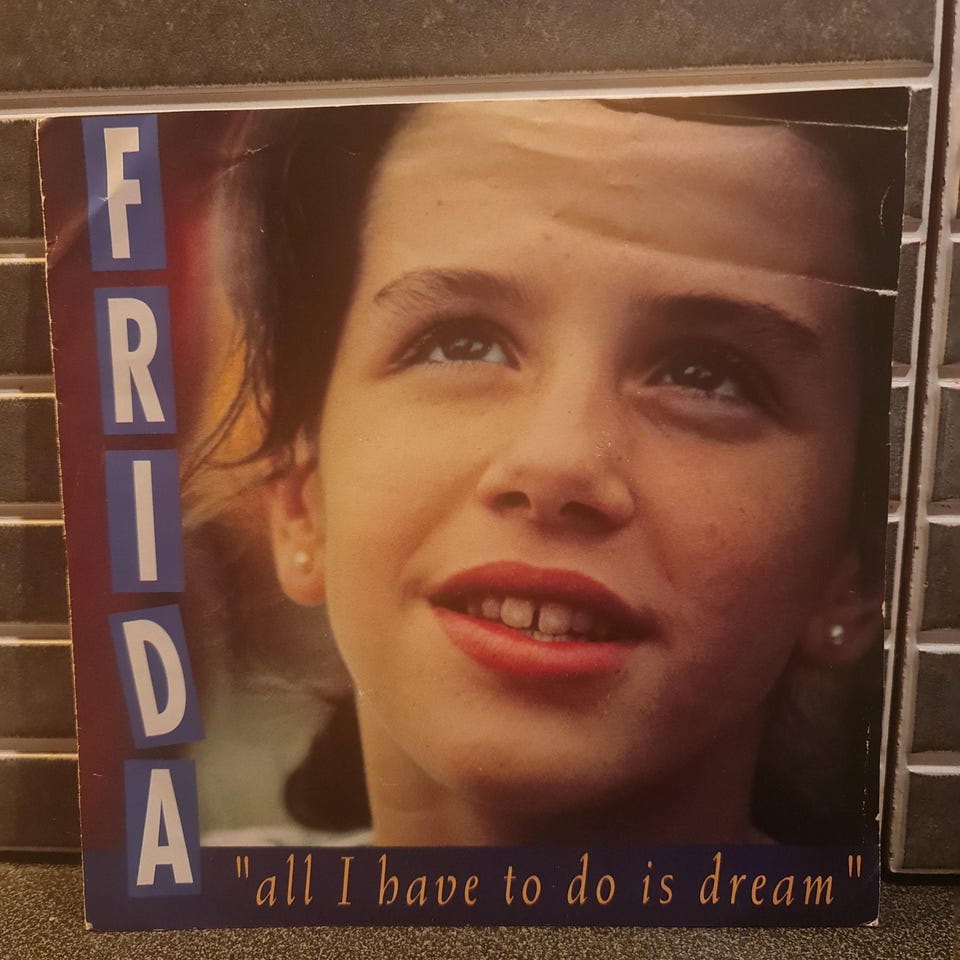 FRIDA
"all I have to do is dream"